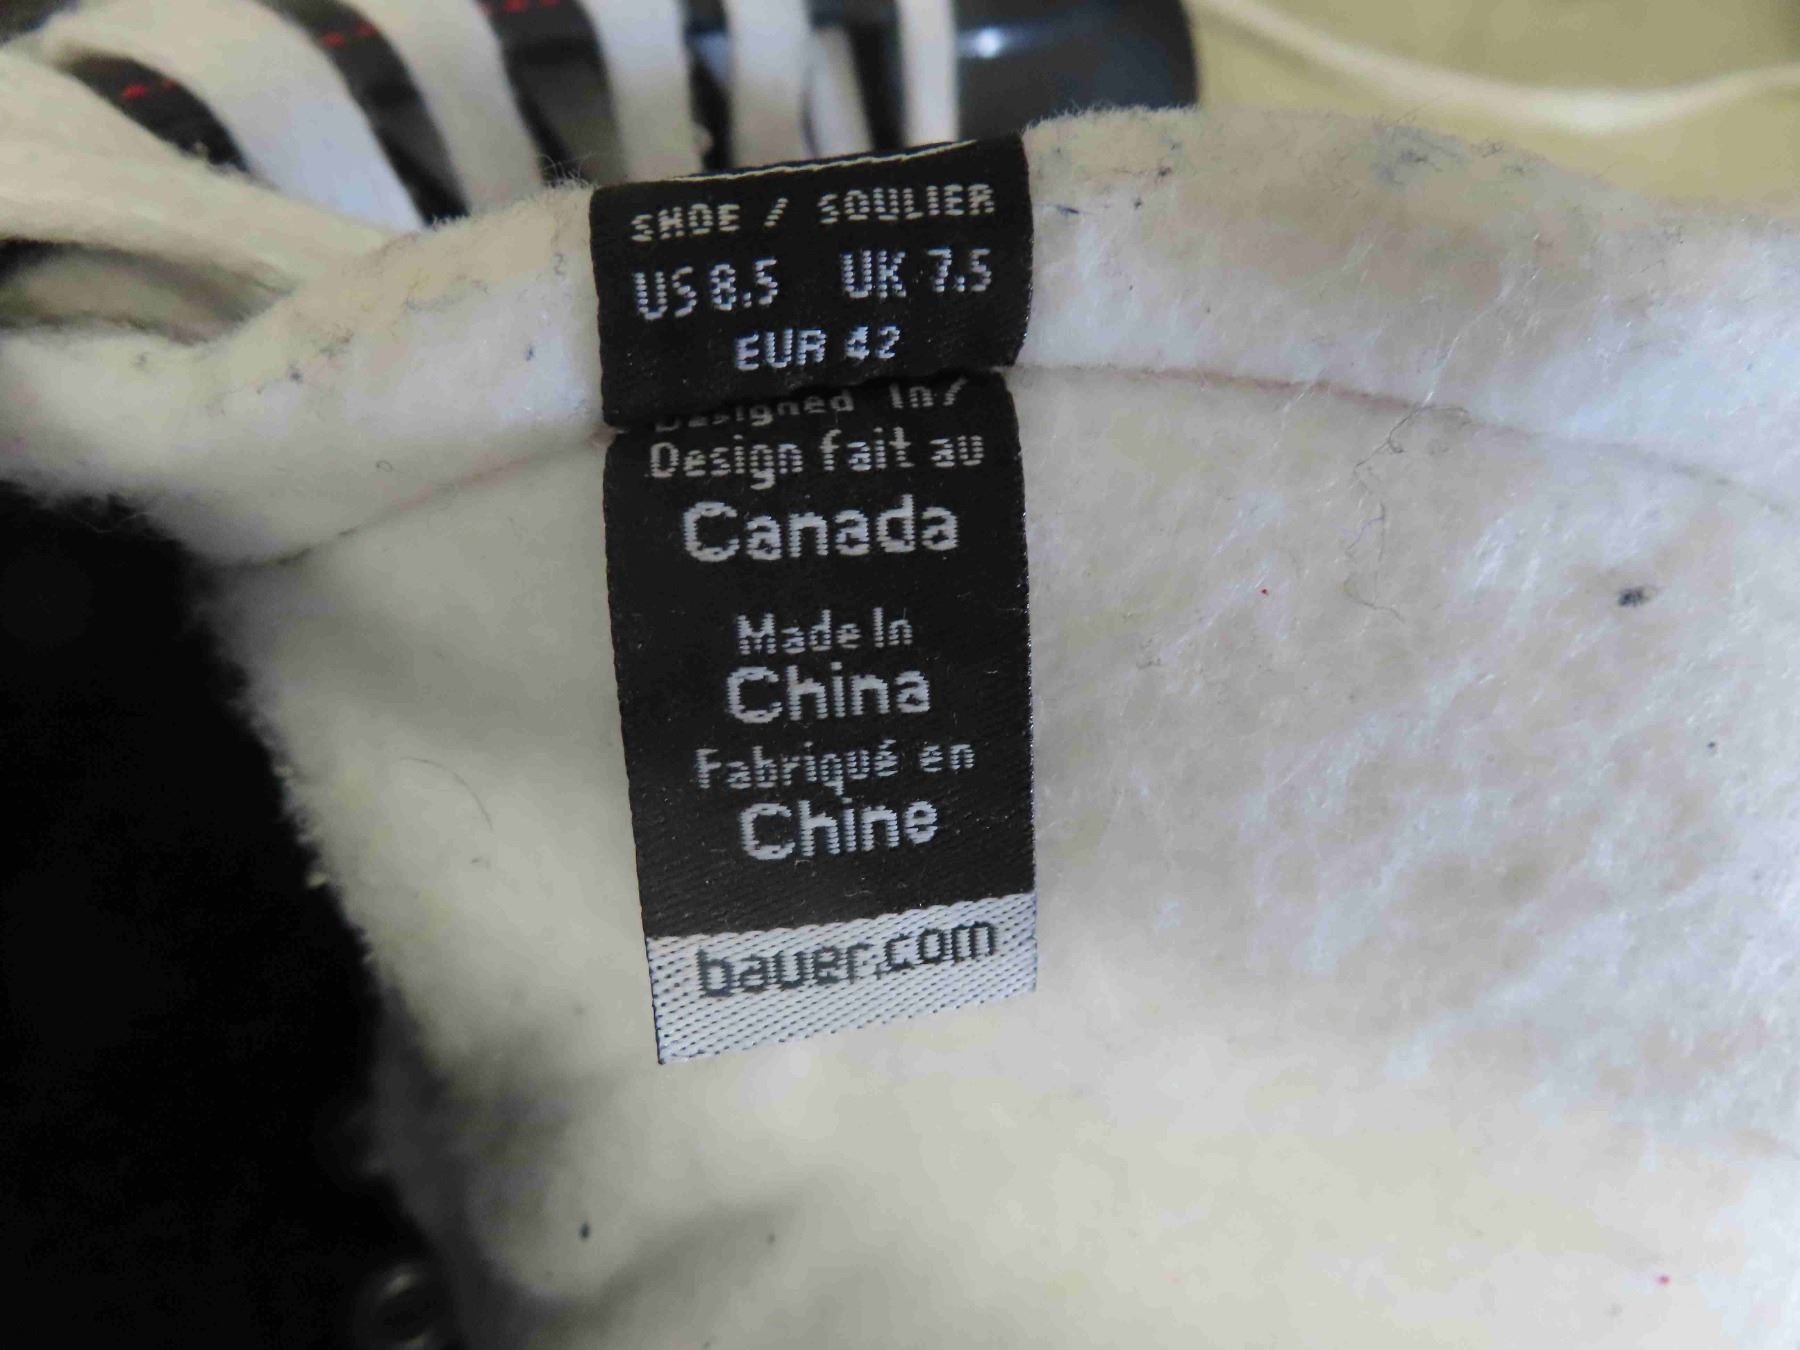 SHOE / SOULIER
US 8.5 UK 7.5
EUR 42
Designed In/
Design fait au
Canada
Made In
China
Fabriqué en
Chine
bauer.com